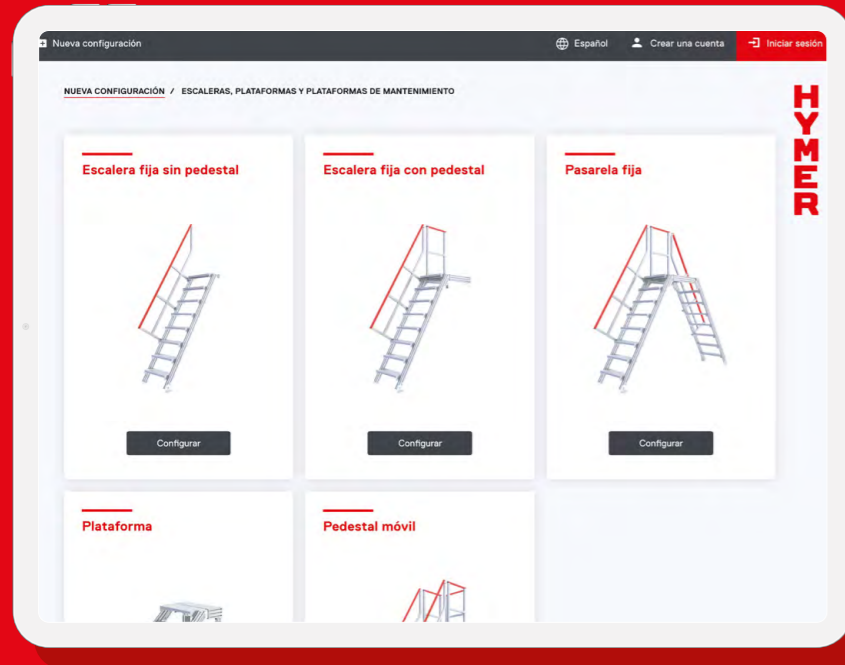 Nueva configuración
Español
Crear una cuenta
Iniciar sesión
NUEVA CONFIGURACIÓN / ESCALERAS, PLATAFORMAS Y PLATAFORMAS DE MANTENIMIENTO
HYMER
Escalera fija sin pedestal
Escalera fija con pedestal
Pasarela fija
Configurar
Configurar
Configurar
Plataforma
Pedestal móvil